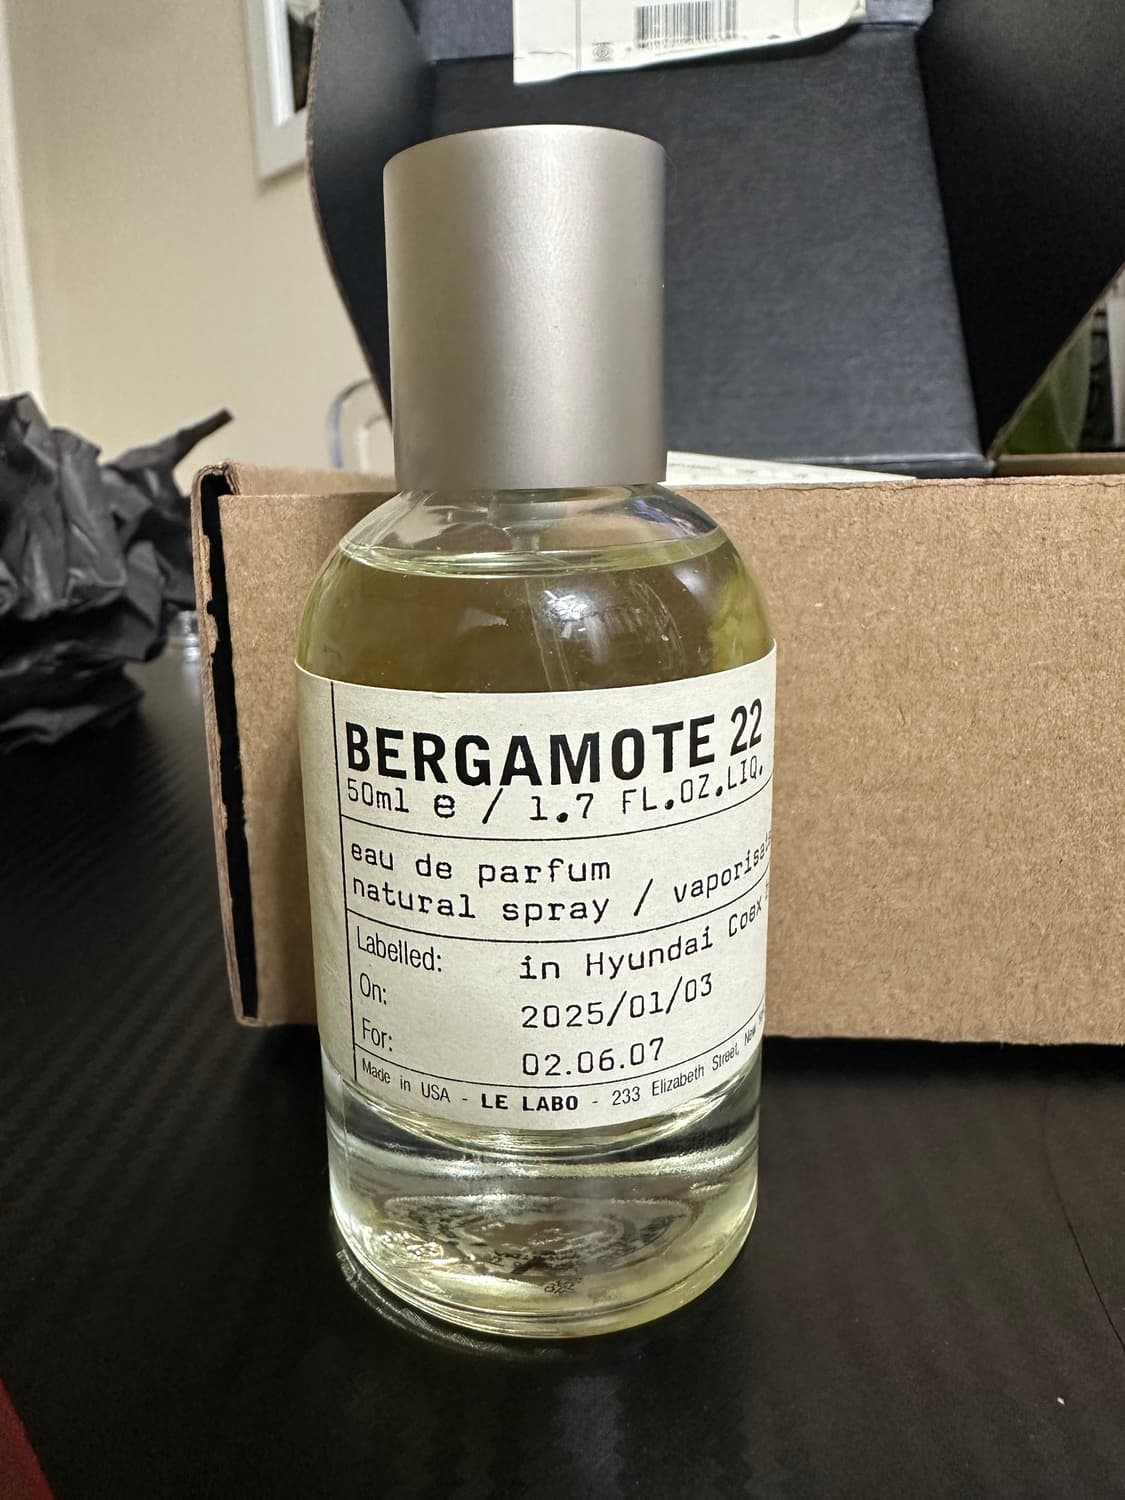 BERGAMOTE 22
50ml e / 1.7 FL.OZ.LIQ.
eau de parfum
natural spray /
Labelled: in Hyundai Coex
On: 2025/01/03
For: 02.06.07
Made in USA - LE LABO - 233 Elizabeth Street, New